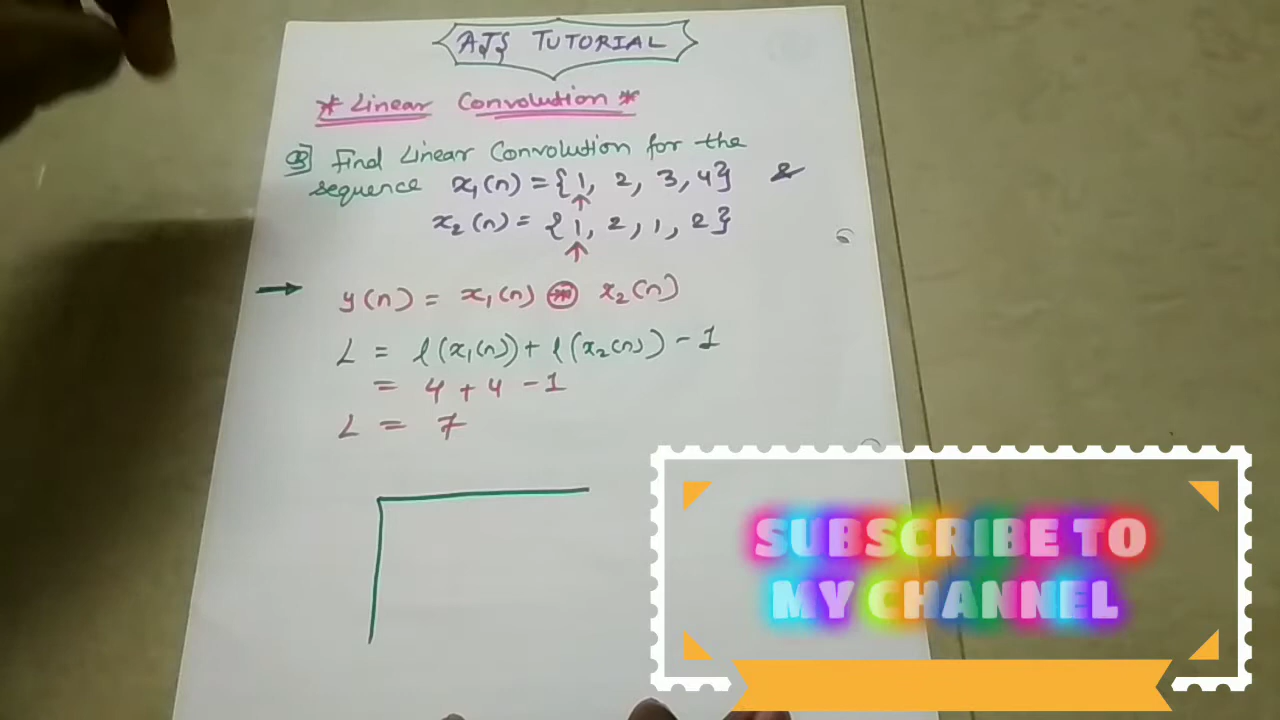 AJS TUTORIAL
* Linear Convolution *
Q] Find Linear Convolution for the
sequence x₁(n) = {1, 2, 3, 4} &
x₂(n) = {1, 2, 1, 2}
→ y(n) = x₁(n) ⊛ x₂(n)
L = l(x₁(n)) + l(x₂(n)) - 1
= 4 + 4 - 1
L = 7
SUBSCRIBE TO
MY CHANNEL